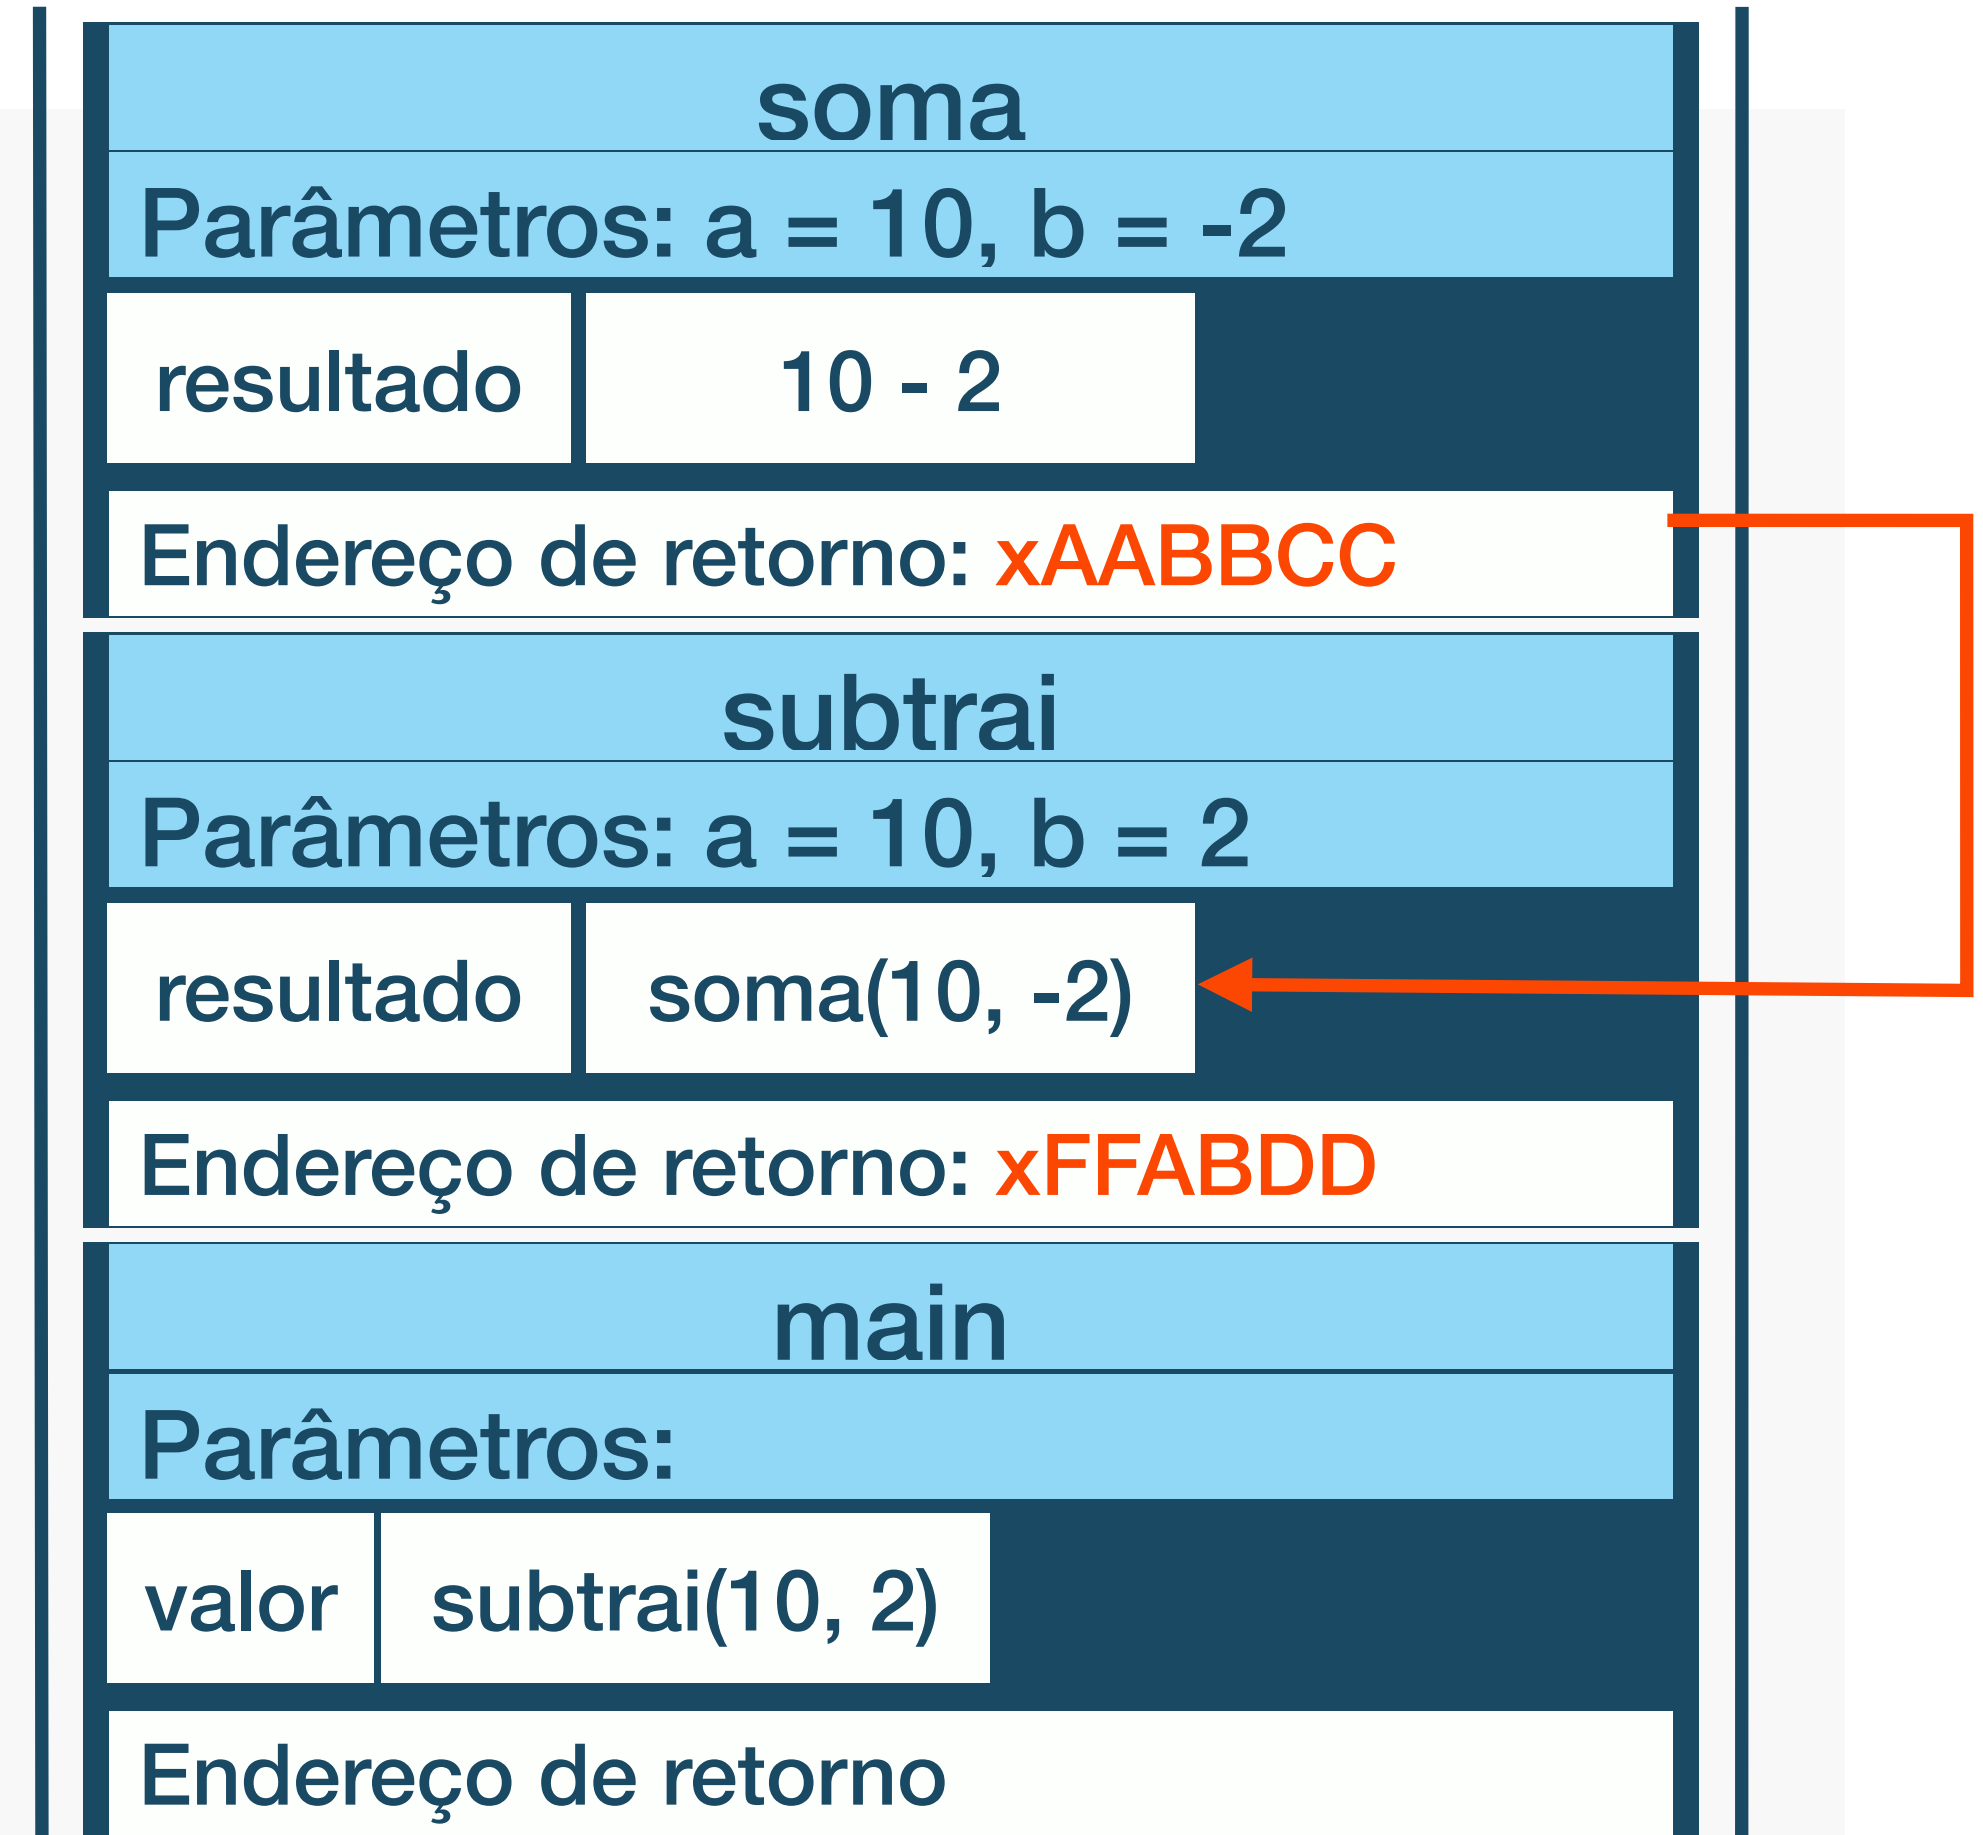 soma
Parâmetros: a = 10, b = -2
resultado 10 - 2
Endereço de retorno: xAABBCC
subtrai
Parâmetros: a = 10, b = 2
resultado soma(10, -2)
Endereço de retorno: xFFABDD
main
Parâmetros:
valor subtrai(10, 2)
Endereço de retorno